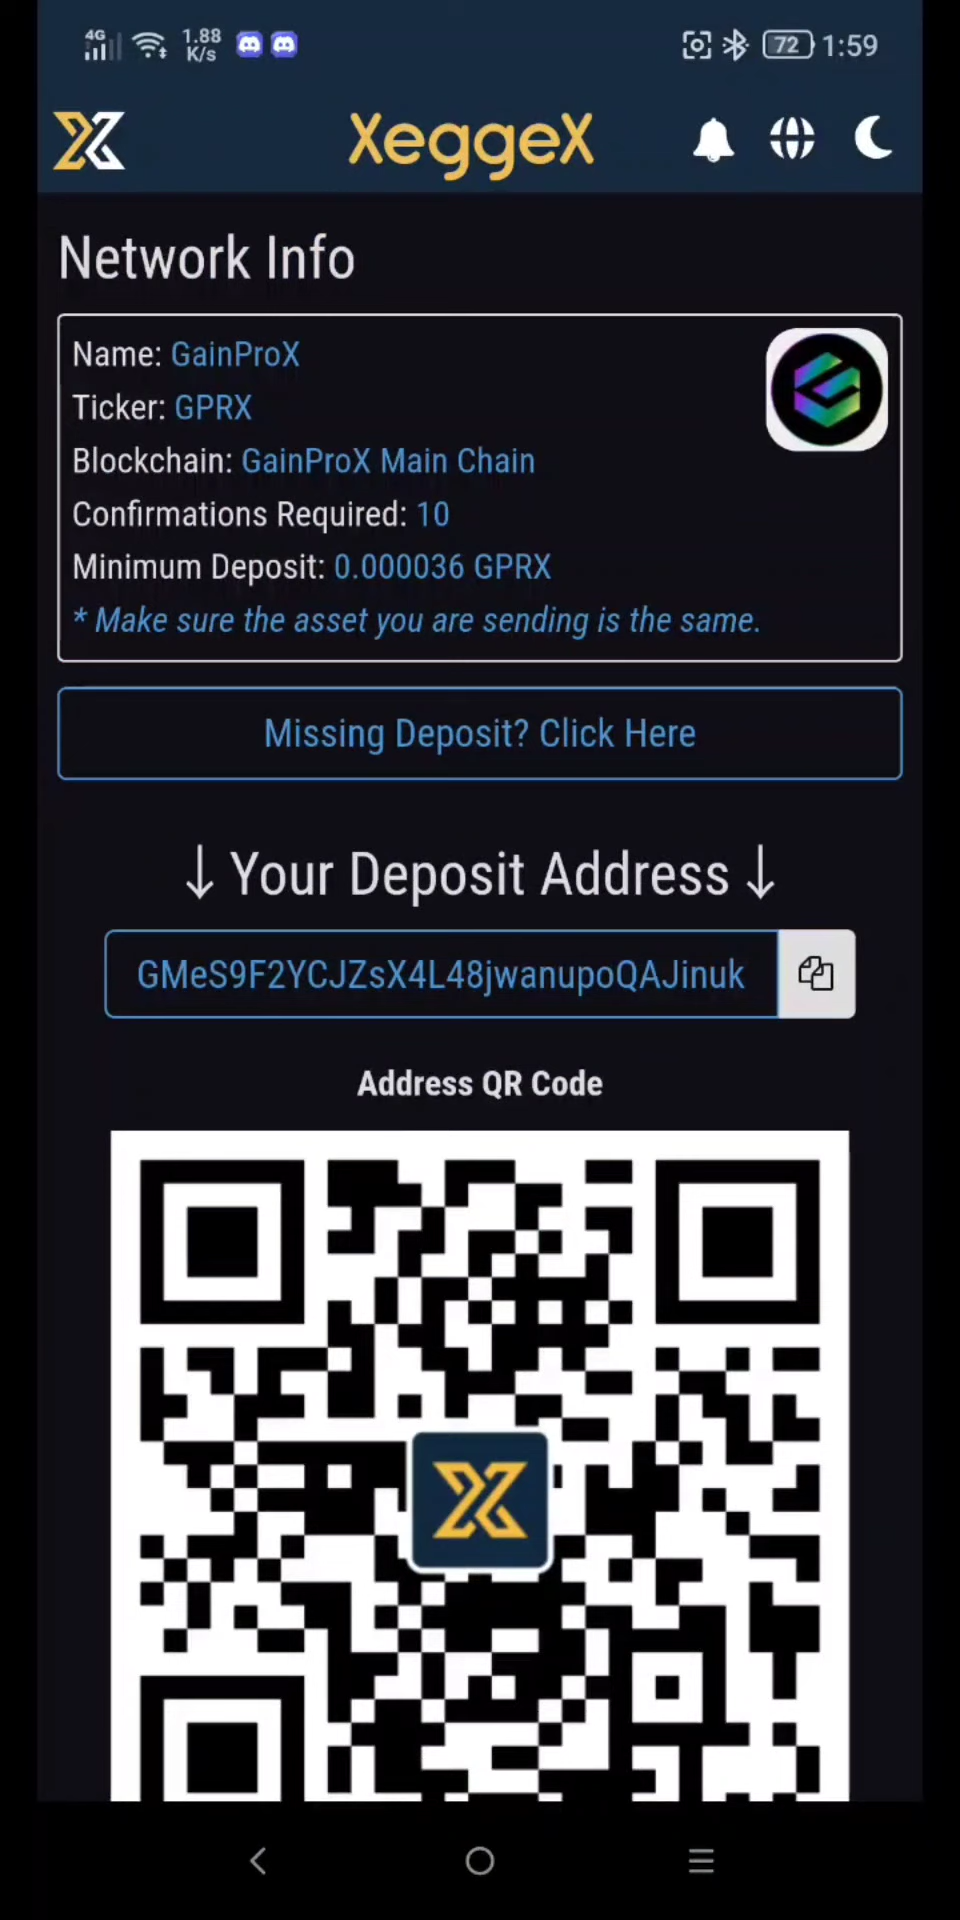 4G 1.88 K/s 72 1:59
XeggeX
Network Info
Name: GainProX
Ticker: GPRX
Blockchain: GainProX Main Chain
Confirmations Required: 10
Minimum Deposit: 0.000036 GPRX
* Make sure the asset you are sending is the same.
Missing Deposit? Click Here
↓ Your Deposit Address ↓
GMeS9F2YCJZsX4L48jwanupoQAJinuk
Address QR Code